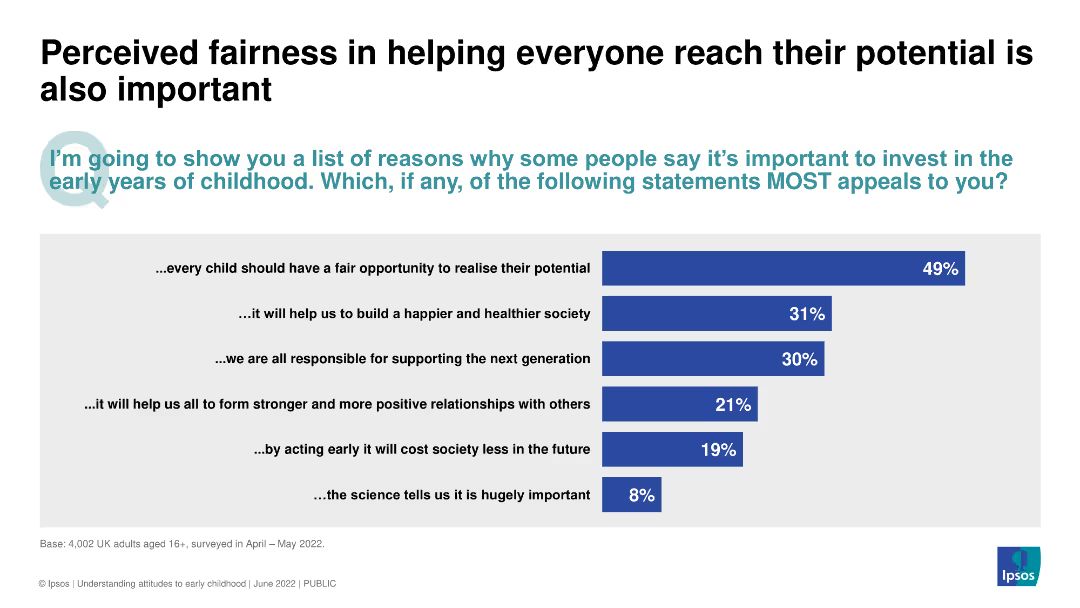 Perceived fairness in helping everyone reach their potential is
also important
Q
I’m going to show you a list of reasons why some people say it’s important to invest in the
early years of childhood. Which, if any, of the following statements MOST appeals to you?
...every child should have a fair opportunity to realise their potential 49%
…it will help us to build a happier and healthier society 31%
...we are all responsible for supporting the next generation 30%
...it will help us all to form stronger and more positive relationships with others 21%
...by acting early it will cost society less in the future 19%
…the science tells us it is hugely important 8%
Base: 4,002 UK adults aged 16+, surveyed in April – May 2022.
© Ipsos | Understanding attitudes to early childhood | June 2022 | PUBLIC
Ipsos